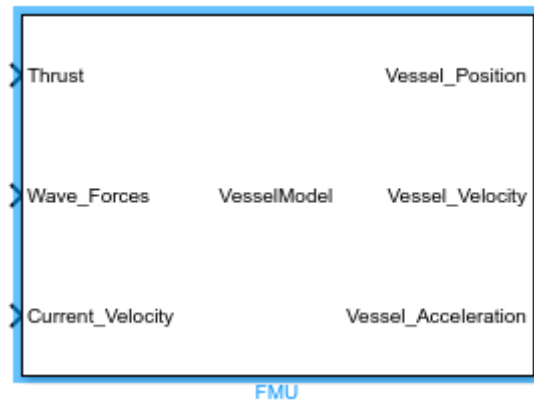 Thrust
Vessel_Position
Wave_Forces
VesselModel
Vessel_Velocity
Current_Velocity
Vessel_Acceleration
FMU